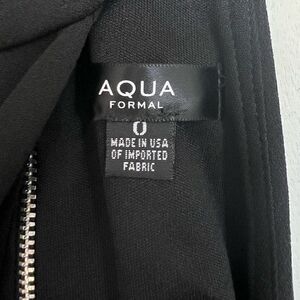 AQUA
FORMAL
0
MADE IN USA
OF IMPORTED
FABRIC